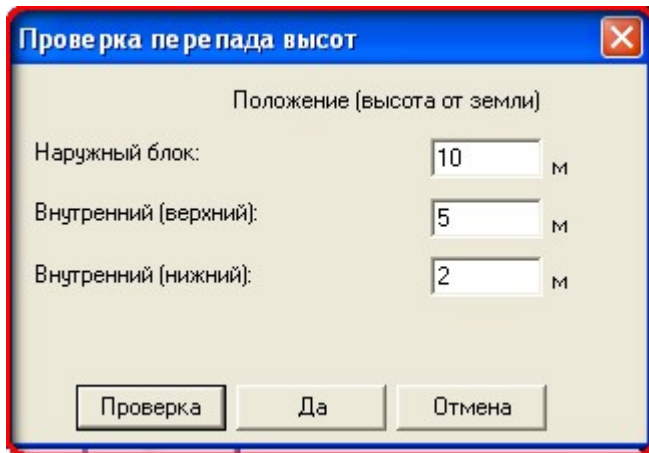 Проверка перепада высот
Положение (высота от земли)
Наружный блок: 10 м
Внутренний (верхний): 5 м
Внутренний (нижний): 2 м
Проверка Да Отмена